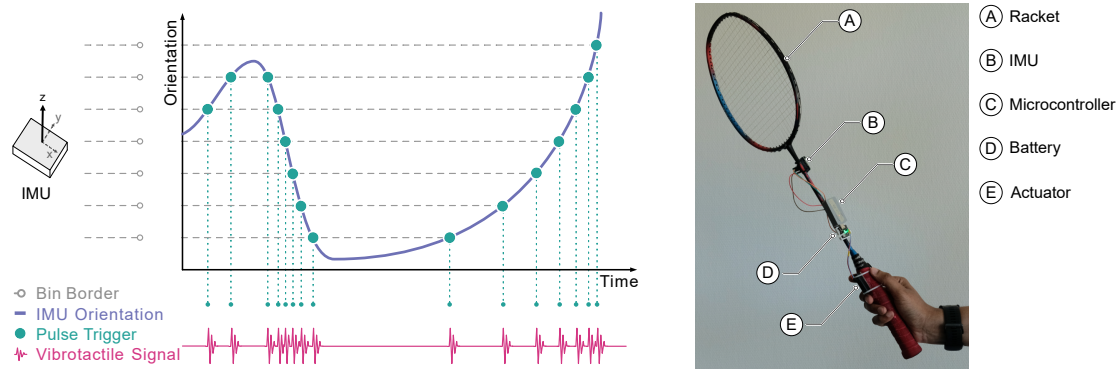 Orientation
z
y
x
IMU
Time
Bin Border
IMU Orientation
Pulse Trigger
Vibrotactile Signal
A
B
C
D
E
A Racket
B IMU
C Microcontroller
D Battery
E Actuator